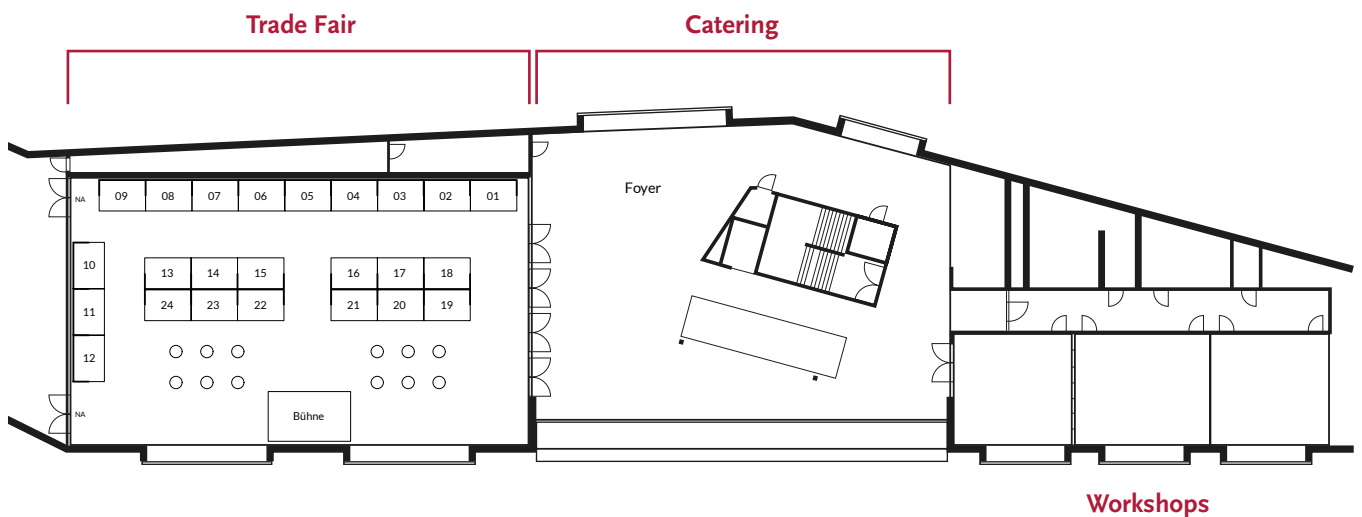 Trade Fair
Catering
Foyer
NA
09 08 07 06 05 04 03 02 01
10
11
12
13 14 15
24 23 22
16 17 18
21 20 19
Bühne
NA
Workshops